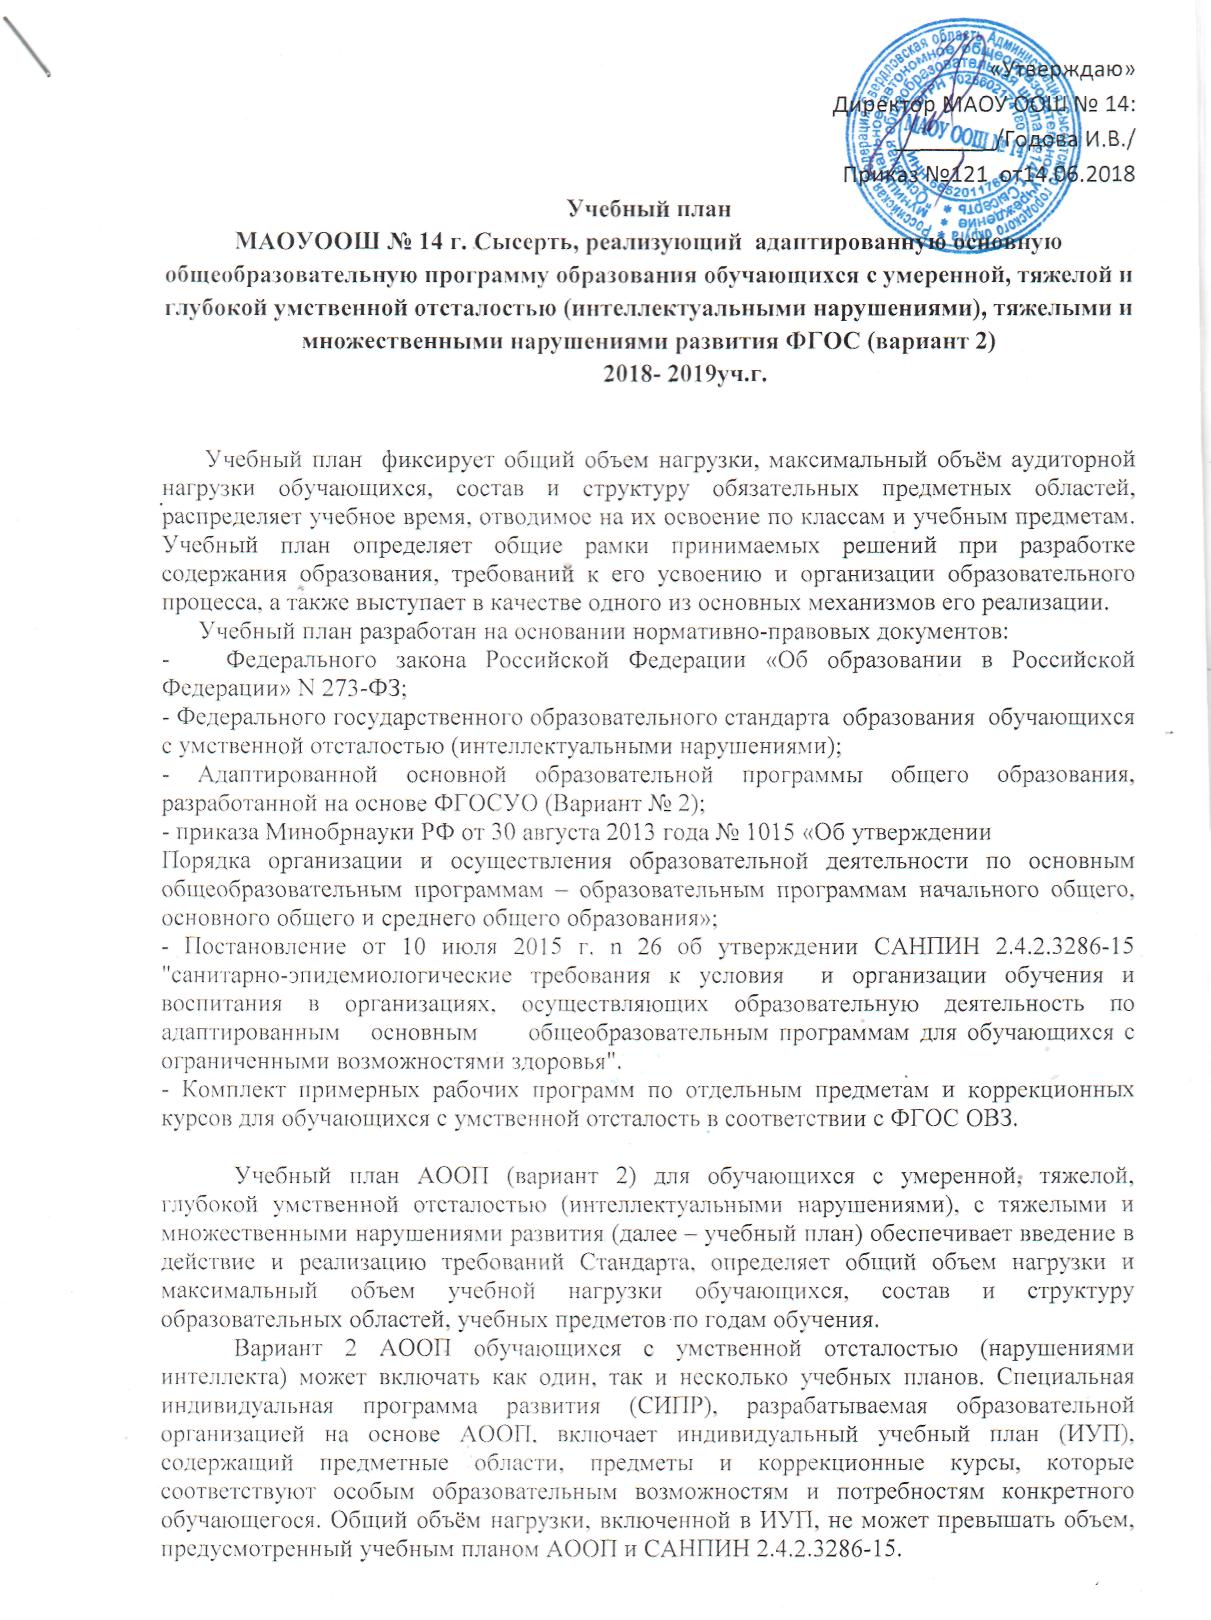 «Утверждаю»
Директор МАОУ ООШ № 14:
/Годова И.В./
Приказ №121 от14.06.2018
МАОУ ООШ № 14
Учебный план
МАОУООШ № 14 г. Сысерть, реализующий адаптированную основную
общеобразовательную программу образования обучающихся с умеренной, тяжелой и
глубокой умственной отсталостью (интеллектуальными нарушениями), тяжелыми и
множественными нарушениями развития ФГОС (вариант 2)
2018- 2019уч.г.
Учебный план фиксирует общий объем нагрузки, максимальный объём аудиторной
нагрузки обучающихся, состав и структуру обязательных предметных областей,
распределяет учебное время, отводимое на их освоение по классам и учебным предметам.
Учебный план определяет общие рамки принимаемых решений при разработке
содержания образования, требований к его усвоению и организации образовательного
процесса, а также выступает в качестве одного из основных механизмов его реализации.
Учебный план разработан на основании нормативно-правовых документов:
- Федерального закона Российской Федерации «Об образовании в Российской
Федерации» N 273-ФЗ;
- Федерального государственного образовательного стандарта образования обучающихся
с умственной отсталостью (интеллектуальными нарушениями);
- Адаптированной основной образовательной программы общего образования,
разработанной на основе ФГОСУО (Вариант № 2);
- приказа Минобрнауки РФ от 30 августа 2013 года № 1015 «Об утверждении
Порядка организации и осуществления образовательной деятельности по основным
общеобразовательным программам – образовательным программам начального общего,
основного общего и среднего общего образования»;
- Постановление от 10 июля 2015 г. n 26 об утверждении САНПИН 2.4.2.3286-15
"санитарно-эпидемиологические требования к условия и организации обучения и
воспитания в организациях, осуществляющих образовательную деятельность по
адаптированным основным общеобразовательным программам для обучающихся с
ограниченными возможностями здоровья".
- Комплект примерных рабочих программ по отдельным предметам и коррекционных
курсов для обучающихся с умственной отсталость в соответствии с ФГОС ОВЗ.
Учебный план АООП (вариант 2) для обучающихся с умеренной, тяжелой,
глубокой умственной отсталостью (интеллектуальными нарушениями), с тяжелыми и
множественными нарушениями развития (далее – учебный план) обеспечивает введение в
действие и реализацию требований Стандарта, определяет общий объем нагрузки и
максимальный объем учебной нагрузки обучающихся, состав и структуру
образовательных областей, учебных предметов по годам обучения.
Вариант 2 АООП обучающихся с умственной отсталостью (нарушениями
интеллекта) может включать как один, так и несколько учебных планов. Специальная
индивидуальная программа развития (СИПР), разрабатываемая образовательной
организацией на основе АООП, включает индивидуальный учебный план (ИУП),
содержащий предметные области, предметы и коррекционные курсы, которые
соответствуют особым образовательным возможностям и потребностям конкретного
обучающегося. Общий объём нагрузки, включенной в ИУП, не может превышать объем,
предусмотренный учебным планом АООП и САНПИН 2.4.2.3286-15.